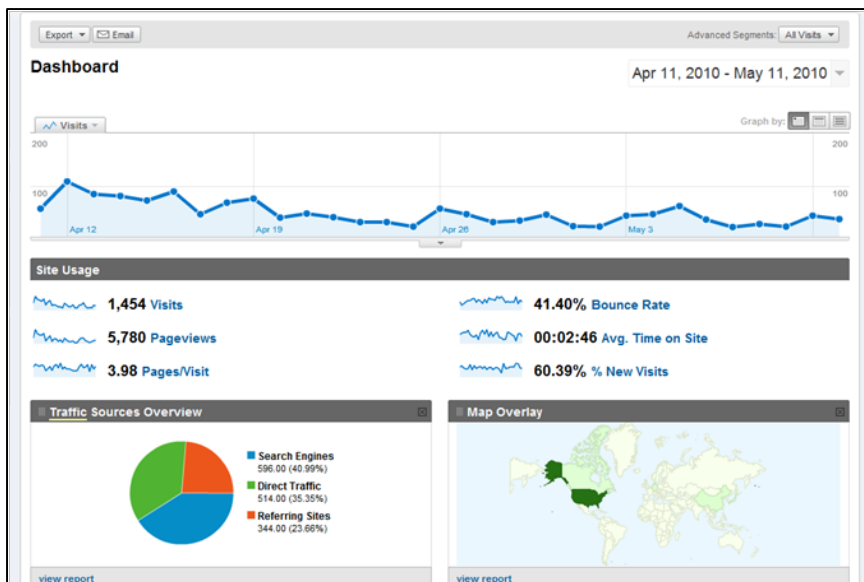 Export
Email
Advanced Segments: All Visits
Dashboard
Apr 11, 2010 - May 11, 2010
Visits
Graph by:
200
200
100
100
Apr 12
Apr 19
Apr 26
May 3
Site Usage
1,454 Visits
41.40% Bounce Rate
5,780 Pageviews
00:02:46 Avg. Time on Site
3.98 Pages/Visit
60.39% % New Visits
Traffic Sources Overview
Map Overlay
Search Engines
596.00 (40.99%)
Direct Traffic
514.00 (35.35%)
Referring Sites
344.00 (23.66%)
view report
view report